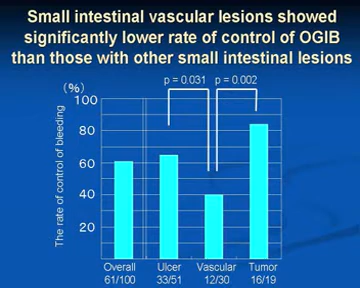 Small intestinal vascular lesions showed
significantly lower rate of control of OGIB
than those with other small intestinal lesions
p = 0.031 p = 0.002
(%)
100
80
60
40
20
The rate of control of bleeding
Overall Ulcer Vascular Tumor
61/100 33/51 12/30 16/19